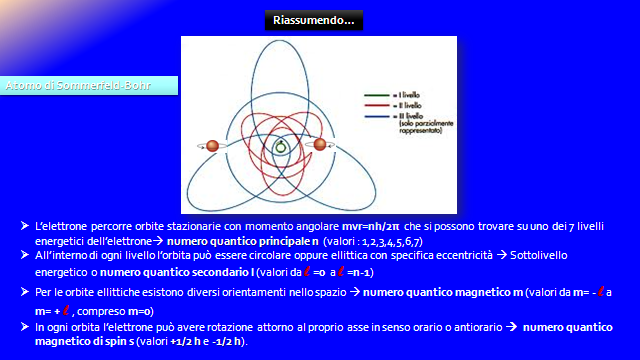 Riassumendo...
Atomo di Sommerfeld-Bohr
= I livello
= II livello
= III livello
(solo parzialmente
rappresentato)
➢ L'elettrone percorre orbite stazionarie con momento angolare mvr=nh/2π che si possono trovare su uno dei 7 livelli
energetici dell'elettrone→ numero quantico principale n (valori : 1,2,3,4,5,6,7)
➢ All'interno di ogni livello l'orbita può essere circolare oppure ellittica con specifica eccentricità → Sottolivello
energetico o numero quantico secondario l (valori da ℓ =0 a ℓ =n-1)
➢ Per le orbite ellittiche esistono diversi orientamenti nello spazio → numero quantico magnetico m (valori da m= - ℓ a
m= + ℓ , compreso m=0)
➢ In ogni orbita l'elettrone può avere rotazione attorno al proprio asse in senso orario o antiorario → numero quantico
magnetico di spin s (valori +1/2 h e -1/2 h).